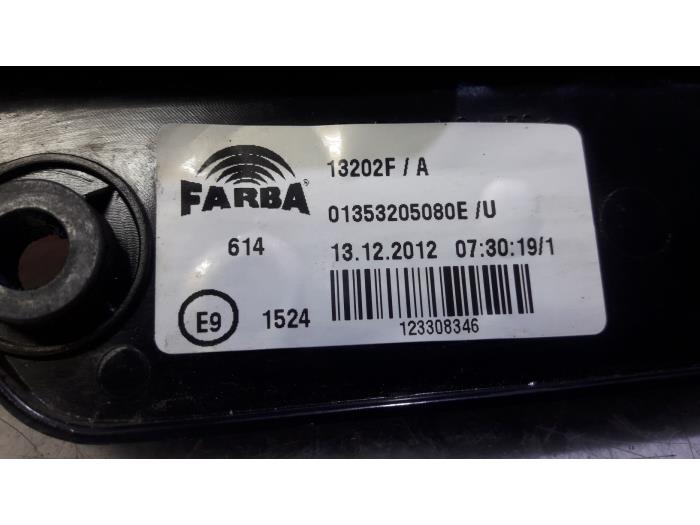 FARBA®
13202F / A
01353205080E /U
614
13.12.2012 07:30:19/1
E9
1524
123308346